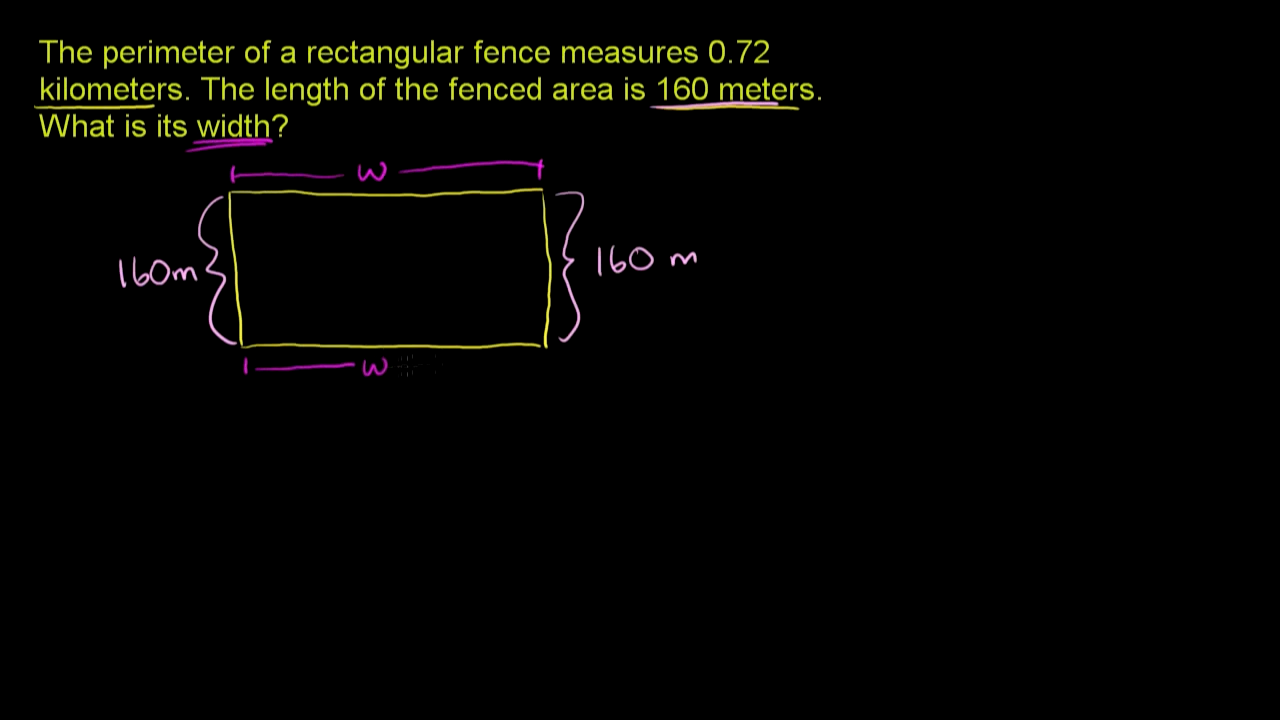 The perimeter of a rectangular fence measures 0.72
kilometers. The length of the fenced area is 160 meters.
What is its width?
w
160m
160 m
w